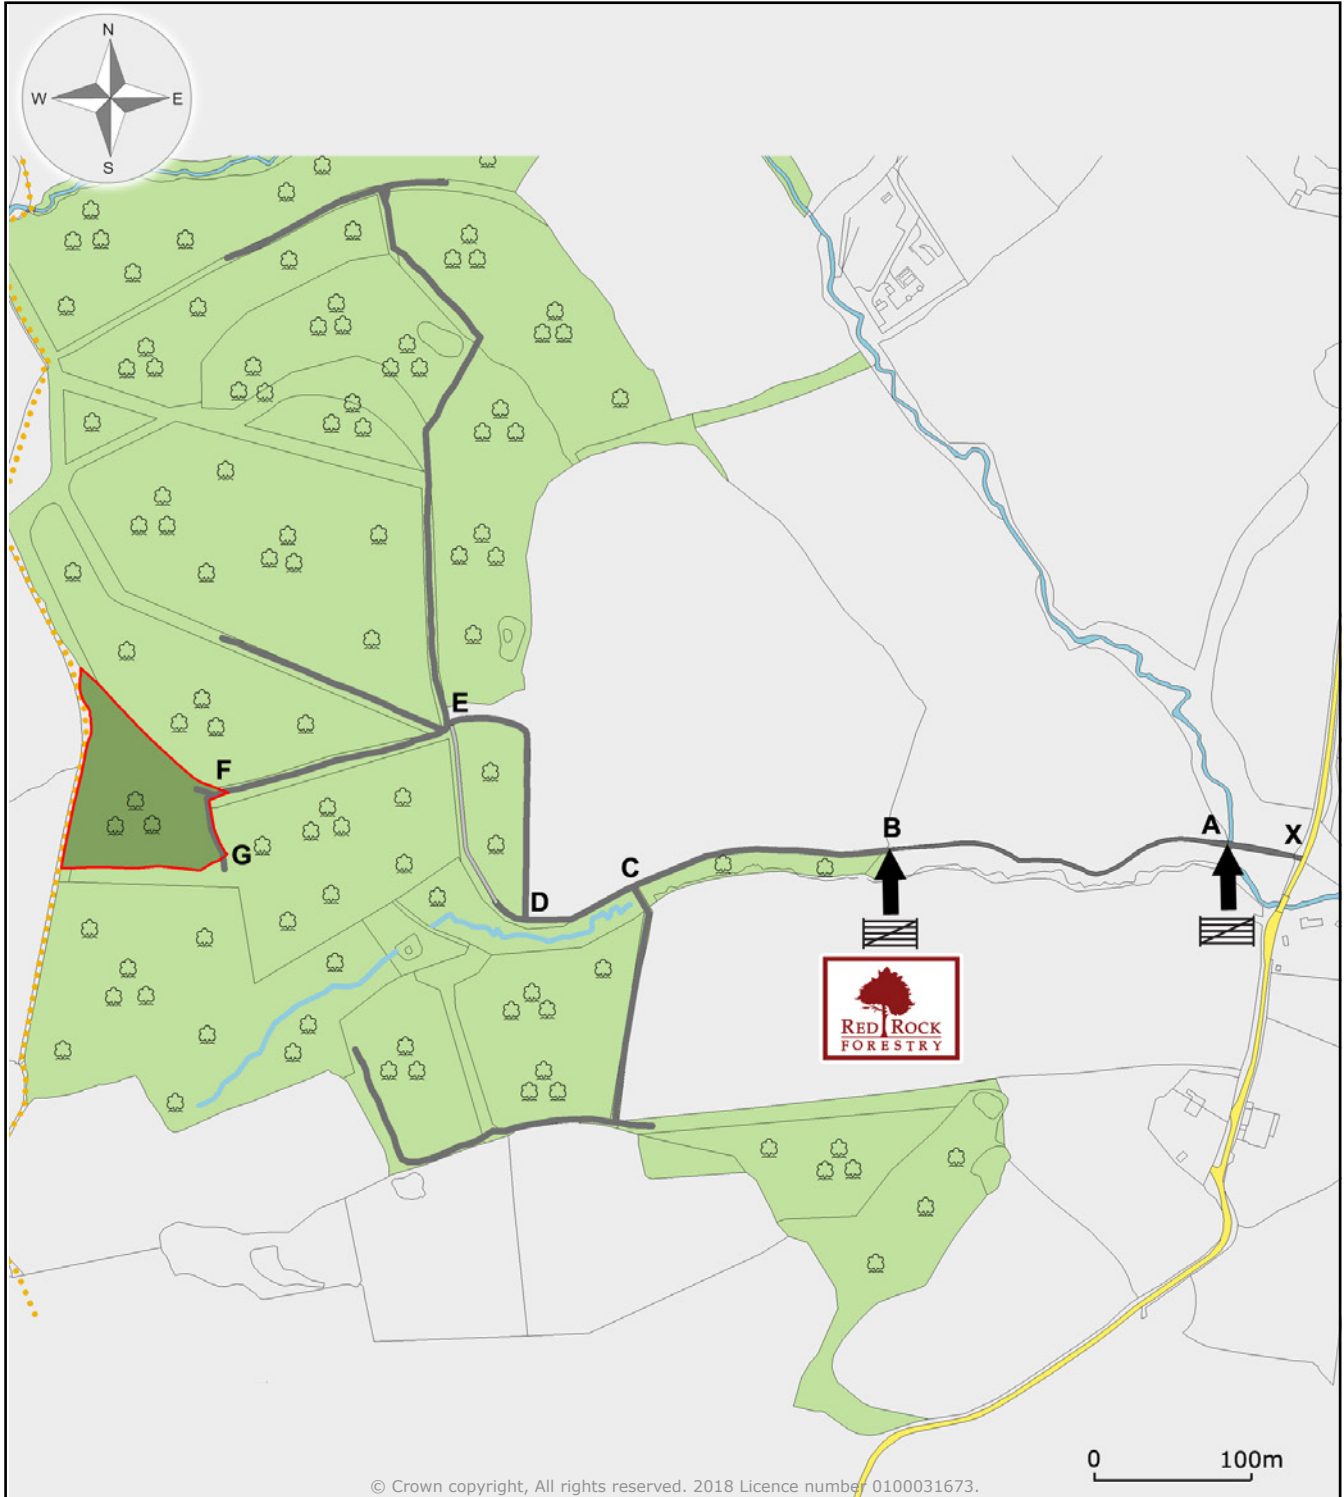 N
W E
S
E
F
G
D
C
B
A
X
RED ROCK
FORESTRY
0 100m
© Crown copyright, All rights reserved. 2018 Licence number 0100031673.